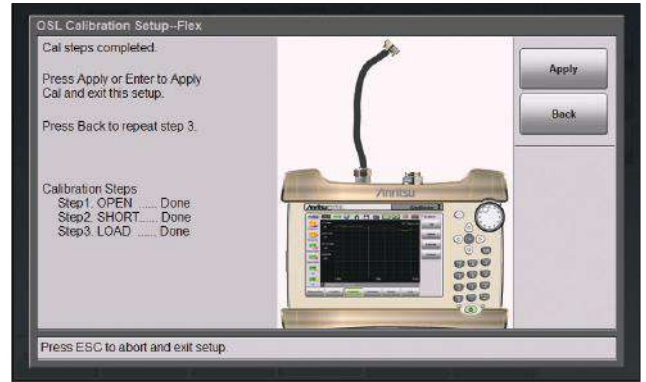 OSL Calibration Setup--Flex
Cal steps completed.
Press Apply or Enter to Apply
Cal and exit this setup.
Press Back to repeat step 3.
Calibration Steps
Step1. OPEN ...... Done
Step2. SHORT...... Done
Step3. LOAD ...... Done
Apply
Back
Anritsu
Press ESC to abort and exit setup.